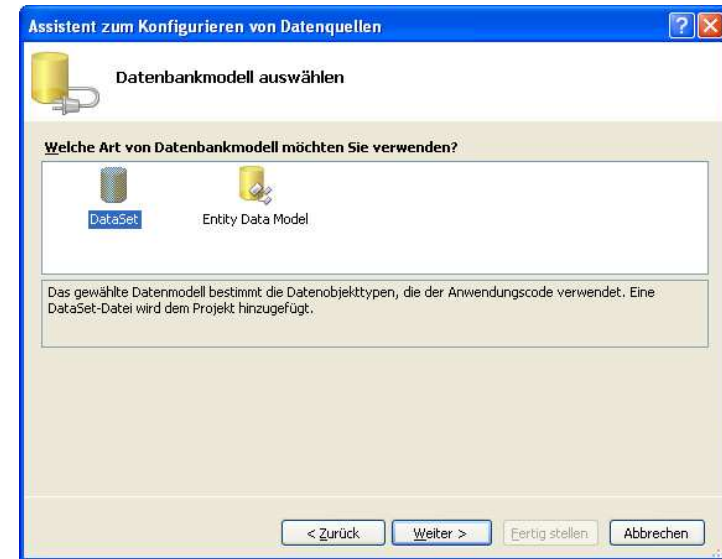 Assistent zum Konfigurieren von Datenquellen
Datenbankmodell auswählen
Welche Art von Datenbankmodell möchten Sie verwenden?
DataSet
Entity Data Model
Das gewählte Datenmodell bestimmt die Datenobjekttypen, die der Anwendungscode verwendet. Eine
DataSet-Datei wird dem Projekt hinzugefügt.
< Zurück
Weiter >
Fertig stellen
Abbrechen